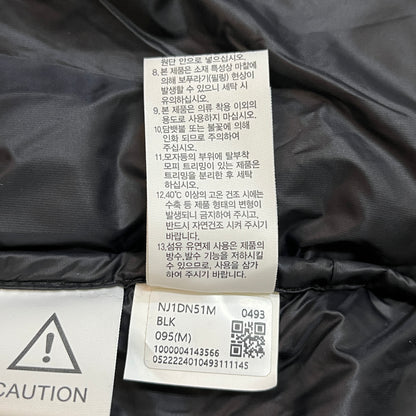 원단 안으로 넣으십시오.
8.본 제품은 소재 특성상 마찰에
의해 보푸라기(필링) 현상이
발생할 수 있으니 세탁 시
유의하십시오.
9.본 제품은 의류 착용 이외의
용도로 사용하지 마십시오.
10.담뱃불 또는 불꽃에 의해
인화 되므로 주의하여
주십시오.
11.모자등의 부위에 탈부착
모피 트리밍이 있는 제품은
트리밍을 분리한 후 세탁
하십시오.
12.40℃ 이상의 고온 건조 시에는
수축 등 제품 형태의 변형이
발생되니 금지하여 주시고,
반드시 자연건조 시켜 주시기
바랍니다.
13.섬유 유연제 사용은 제품의
방수,발수 기능을 저하시킬
수 있으므로, 사용을 삼가
하여 주시기 바랍니다.
NJ1DN51M 0493
BLK
095(M)
1000004143566
0522224010493111145
CAUTION